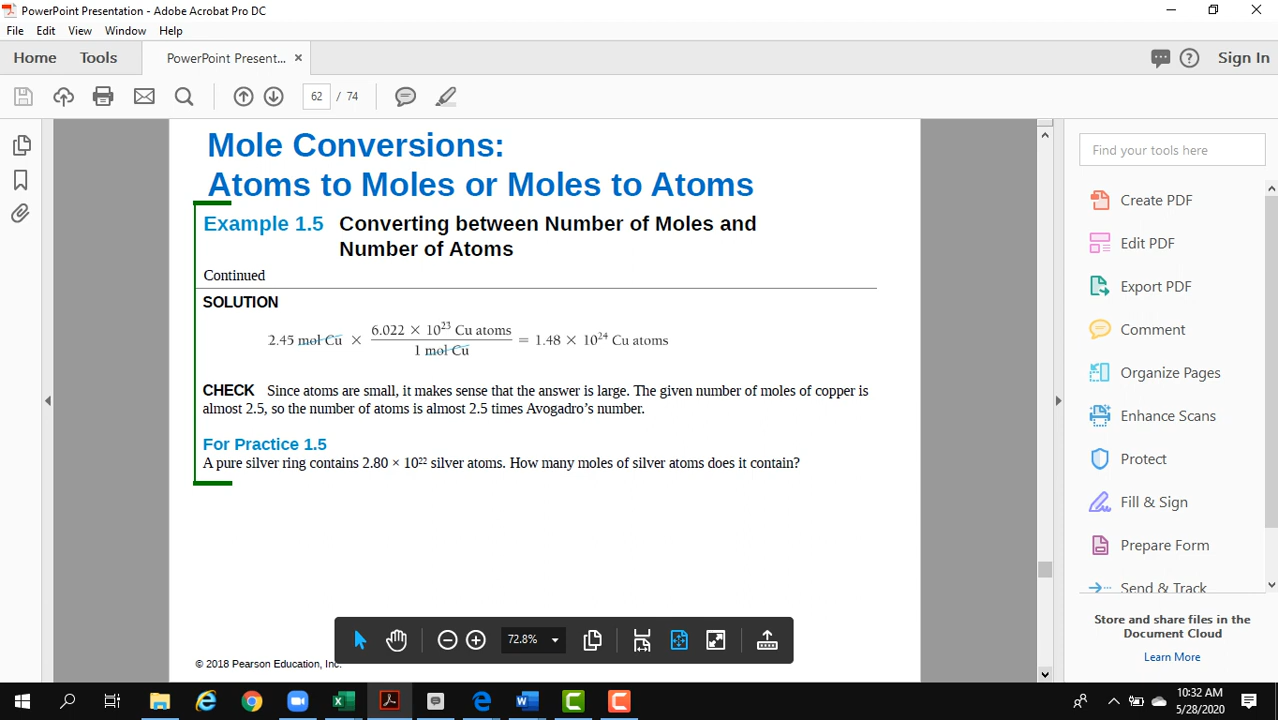 PowerPoint Presentation - Adobe Acrobat Pro DC
File Edit View Window Help
Home Tools PowerPoint Present... × Sign In
62 / 74
Find your tools here
Mole Conversions:
Atoms to Moles or Moles to Atoms
Example 1.5 Converting between Number of Moles and
Number of Atoms
Continued
SOLUTION
2.45 mol Cu × 6.022 × 10²³ Cu atoms / 1 mol Cu = 1.48 × 10²⁴ Cu atoms
CHECK Since atoms are small, it makes sense that the answer is large. The given number of moles of copper is
almost 2.5, so the number of atoms is almost 2.5 times Avogadro's number.
For Practice 1.5
A pure silver ring contains 2.80 × 10²² silver atoms. How many moles of silver atoms does it contain?
72.8%
© 2018 Pearson Education, Inc.
Create PDF
Edit PDF
Export PDF
Comment
Organize Pages
Enhance Scans
Protect
Fill & Sign
Prepare Form
Send & Track
Store and share files in the
Document Cloud
Learn More
10:32 AM
5/28/2020